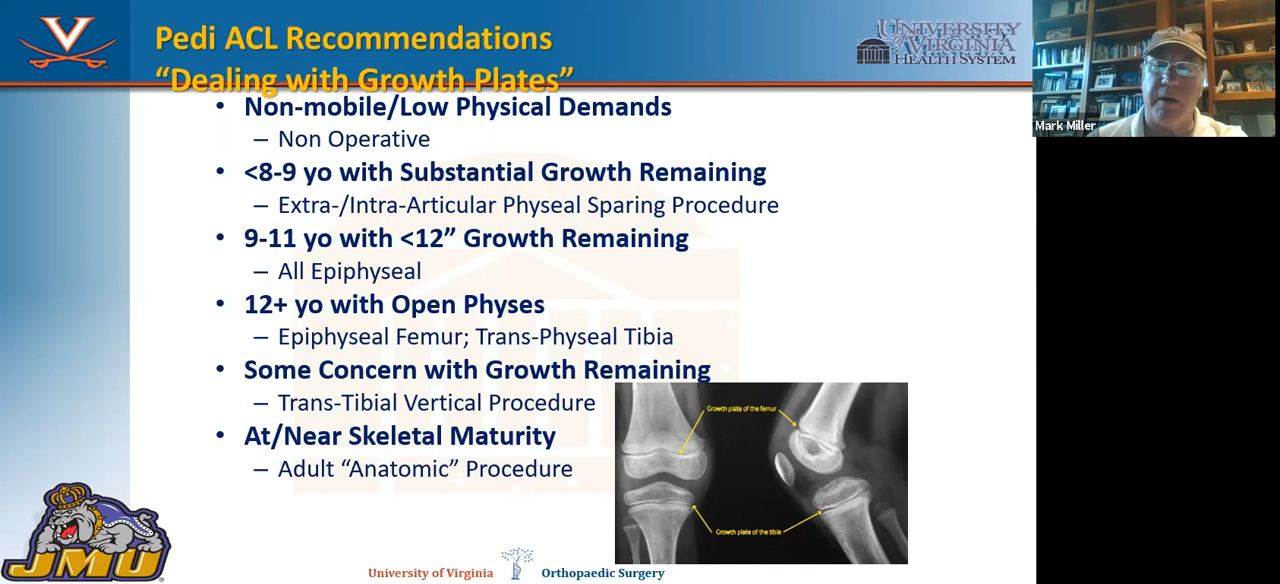 Pedi ACL Recommendations
“Dealing with Growth Plates”
UNIVERSITY
of VIRGINIA
HEALTH SYSTEM
Mark Miller
• Non-mobile/Low Physical Demands
– Non Operative
• <8-9 yo with Substantial Growth Remaining
– Extra-/Intra-Articular Physeal Sparing Procedure
• 9-11 yo with <12” Growth Remaining
– All Epiphyseal
• 12+ yo with Open Physes
– Epiphyseal Femur; Trans-Physeal Tibia
• Some Concern with Growth Remaining
– Trans-Tibial Vertical Procedure
• At/Near Skeletal Maturity
– Adult “Anatomic” Procedure
Growth plate of the femur
Growth plate of the tibia
JMU
University of Virginia Orthopaedic Surgery